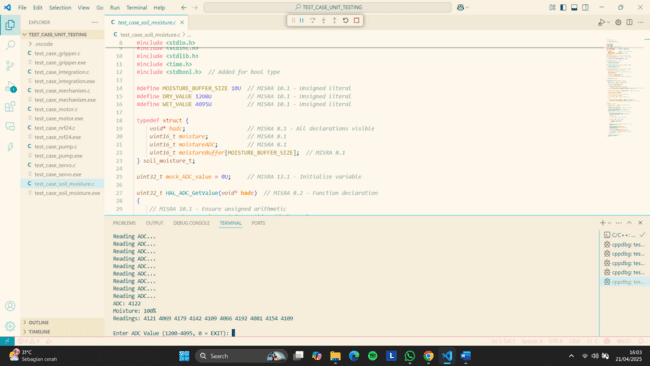 File Edit Selection View Go Run Terminal Help
TEST_CASE_UNIT_TESTING
EXPLORER
TEST_CASE_UNIT_TESTING
.vscode
test_case_gripper.c
test_case_gripper.exe
test_case_integration.c
test_case_integration.exe
test_case_mechanism.c
test_case_mechanism.exe
test_case_motor.c
test_case_motor.exe
test_case_nrf24.c
test_case_nrf24.exe
test_case_pump.c
test_case_pump.exe
test_case_servo.c
test_case_servo.exe
test_case_soil_moisture.c
test_case_soil_moisture.exe
OUTLINE
TIMELINE
test_case_soil_moisture.c
test_case_soil_moisture.c > ...
8 #include <stdio.h>
10 #include <stdlib.h>
11 #include <time.h>
12 #include <stdbool.h> // Added for bool type
13
14 #define MOISTURE_BUFFER_SIZE 10U // MISRA 10.1 - Unsigned literal
15 #define DRY_VALUE 1200U // MISRA 10.1 - Unsigned literal
16 #define WET_VALUE 4095U // MISRA 10.1 - Unsigned literal
17
18 typedef struct {
19 void* hadc; // MISRA 8.1 - All declarations visible
20 uint16_t moisture; // MISRA 8.1
21 uint16_t moistureADC; // MISRA 8.1
22 uint16_t moistureBuffer[MOISTURE_BUFFER_SIZE]; // MISRA 8.1
23 } soil_moisture_t;
24
25 uint32_t mock_ADC_value = 0U; // MISRA 13.1 - Initialize variable
26
27 uint32_t HAL_ADC_GetValue(void* hadc) // MISRA 8.2 - Function declaration
28 {
29 // MISRA 10.1 - Ensure unsigned arithmetic
PROBLEMS OUTPUT DEBUG CONSOLE TERMINAL PORTS
Reading ADC...
Reading ADC...
Reading ADC...
Reading ADC...
Reading ADC...
Reading ADC...
Reading ADC...
Reading ADC...
Reading ADC...
ADC: 4122
Moisture: 100%
Readings: 4121 4069 4179 4142 4109 4066 4192 4081 4154 4109
Enter ADC Value (1200-4095, 0 = EXIT):
C/C++: ...
cppdbg: tes...
cppdbg: tes...
cppdbg: tes...
cppdbg: tes...
31°C
Sebagian cerah
Search
16:03
21/04/2025